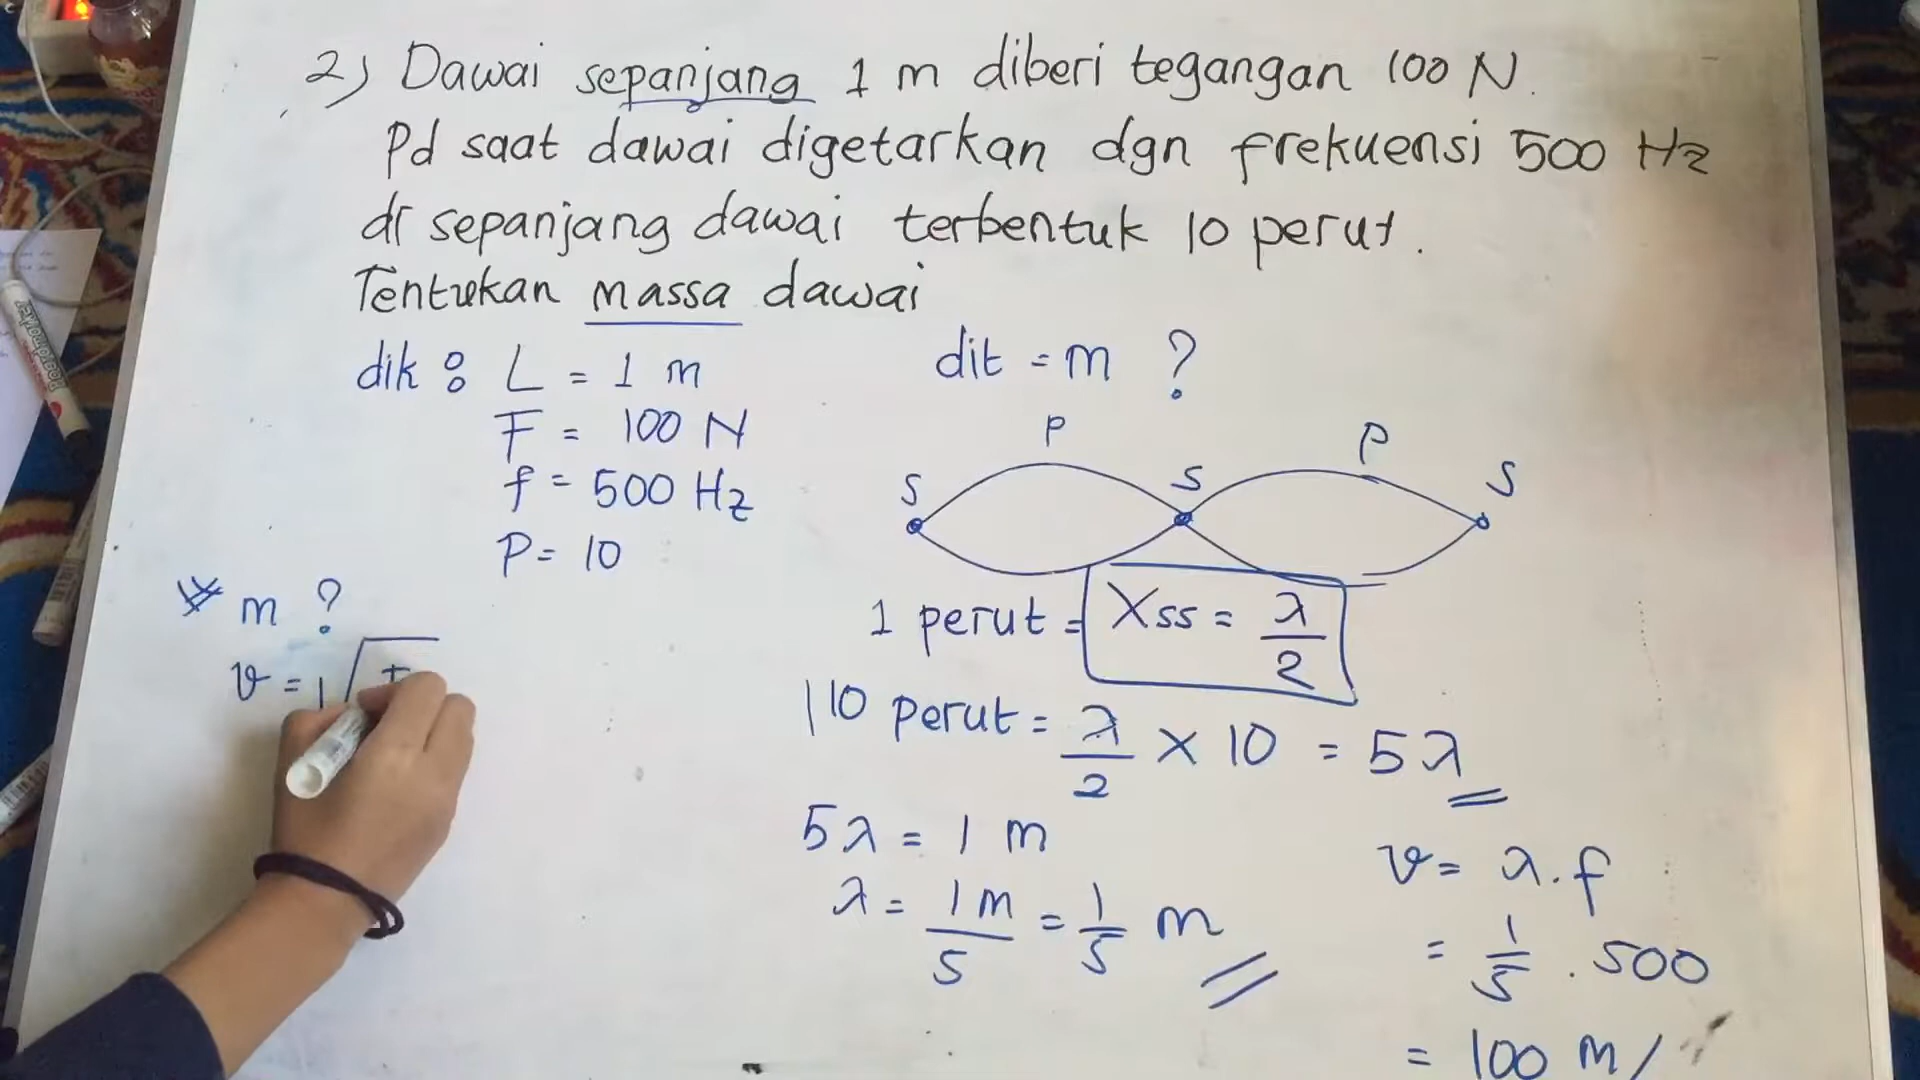 2) Dawai sepanjang 1 m diberi tegangan 100 N.
Pd saat dawai digetarkan dgn frekuensi 500 Hz
dr sepanjang dawai terbentuk 10 perut.
Tentukan massa dawai
dik : L = 1 m
F = 100 N
f = 500 Hz
P = 10
dit = m ?
P P
S S S
1 perut = Xss = λ/2
10 perut = λ/2 x 10 = 5λ
5λ = 1 m
λ = 1 m/5 = 1/5 m
v = λ.f
= 1/5 . 500
= 100 m/
m ?
v = √